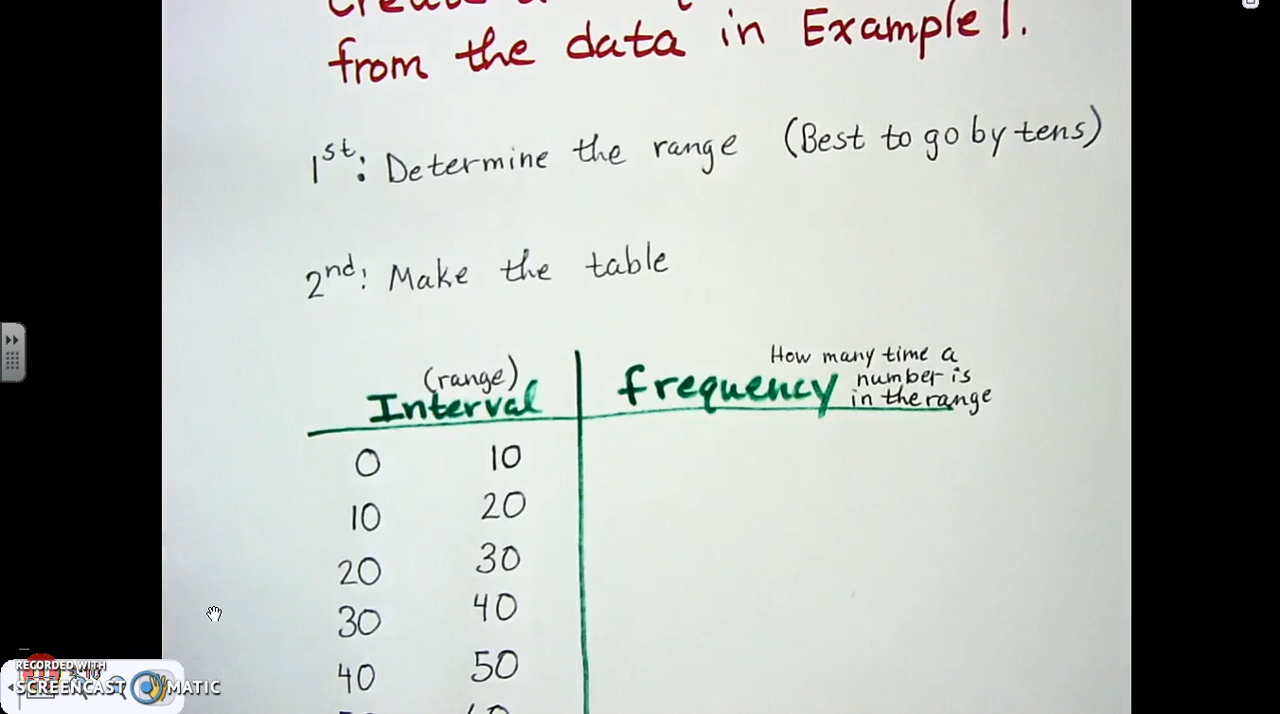 Create a
from the data in Example 1.
1st: Determine the range (Best to go by tens)
2nd: Make the table
(range)
Interval
frequency
How many time a
number is
in the range
0 10
10 20
20 30
30 40
40 50
RECORDED WITH
SCREENCAST MATIC